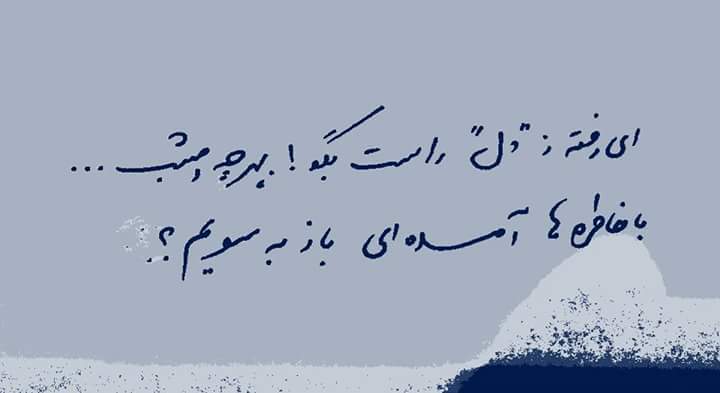 ای رفته ز "دل" راست بگو! بهر چه امشب ...
با خاطره ها آمده ای باز به سویم؟